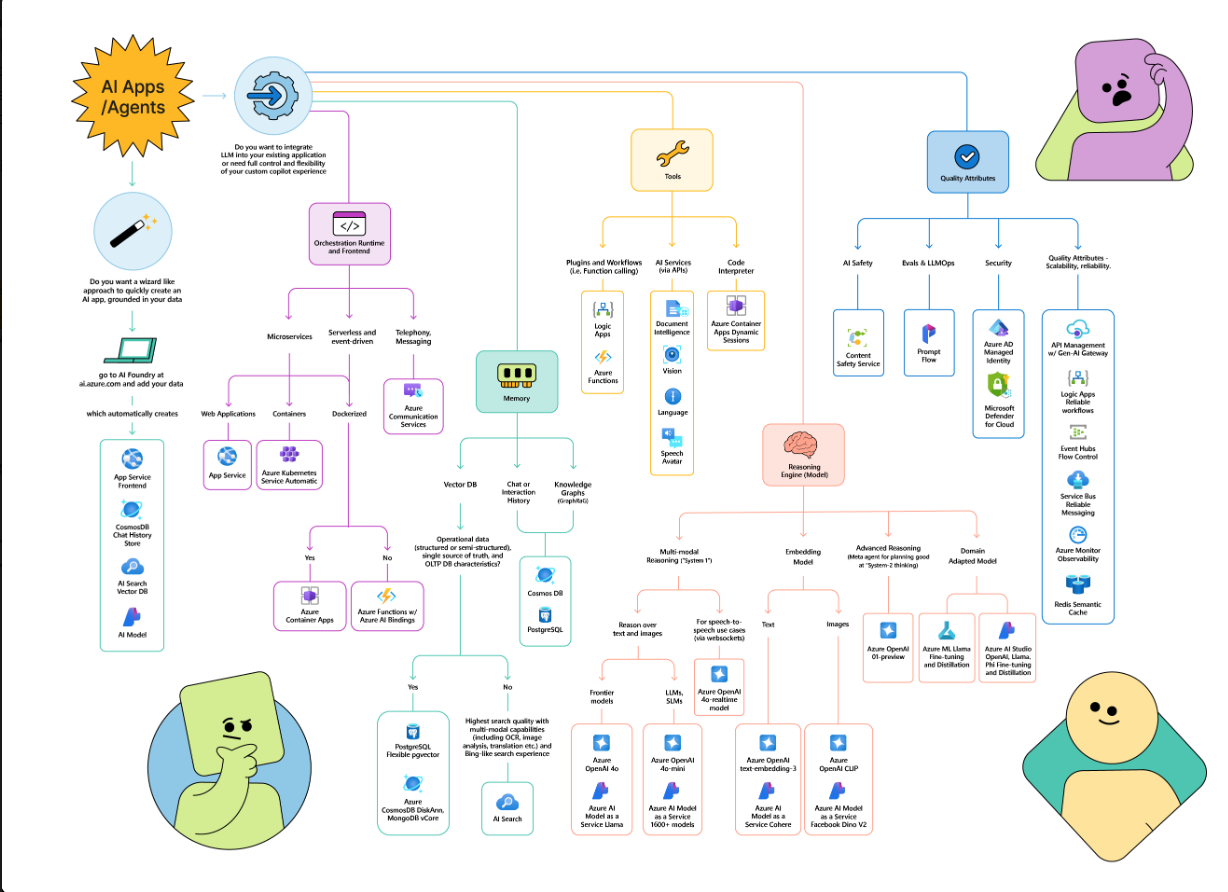 AI Apps
/Agents
Do you want to integrate
LLM into your existing application
or need full control and flexibility
of your custom copilot experience
Do you want a wizard like
approach to quickly create an
AI app, grounded in your data
go to AI Foundry at
ai.azure.com and add your data
which automatically creates
App Service
Frontend
CosmosDB
Chat History
Store
AI Search
Vector DB
AI Model
Orchestration Runtime
and Frontend
Microservices
Serverless and
event-driven
Telephony,
Messaging
Web Applications
Containers
Dockerized
Azure
Communication
Services
App Service
Azure Kubernetes
Service Automatic
Yes
No
Azure
Container Apps
Azure Functions w/
Azure AI Bindings
Memory
Vector DB
Chat or
Interaction
History
Knowledge
Graphs
(GraphRaG)
Operational data
(structured or semi-structured),
single source of truth, and
OLTP DB characteristics?
Cosmos DB
PostgreSQL
Yes
No
PostgreSQL
Flexible pgvector
Azure
CosmosDB DiskAnn,
MongoDB vCore
Highest search quality with
multi-modal capabilities
(including OCR, image
analysis, translation etc.) and
Bing-like search experience
AI Search
Tools
Plugins and Workflows
(i.e. Function calling)
AI Services
(via APIs)
Code
Interpreter
Logic
Apps
Azure
Functions
Document
Intelligence
Vision
Language
Speech
Avatar
Azure Container
Apps Dynamic
Sessions
Reasoning
Engine (Model)
Multi-modal
Reasoning ("System 1")
Embedding
Model
Advanced Reasoning
(Meta agent for planning good
at "System-2 thinking)
Domain
Adapted Model
Reason over
text and images
For speech-to-
speech use cases
(via websockets)
Text
Images
Azure OpenAI
01-preview
Azure ML Llama
Fine-tuning
and Distillation
Azure AI Studio
OpenAI, Llama,
Phi Fine-tuning
and Distillation
Azure OpenAI
4o-realtime
model
Frontier
models
LLMs,
SLMs
Azure
OpenAI 4o
Azure AI
Model as a
Service Llama
Azure OpenAI
4o-mini
Azure AI Model
as a Service
1600+ models
Azure OpenAI
text-embedding-3
Azure AI
Model as a
Service Cohere
Azure
OpenAI CLIP
Azure AI Model
as a Service
Facebook Dino V2
Quality Attributes
AI Safety
Evals & LLMOps
Security
Quality Attributes -
Scalability, reliability.
Content
Safety Service
Prompt
Flow
Azure AD
Managed
Identity
Microsoft
Defender
for Cloud
API Management
w/ Gen-AI Gateway
Logic Apps
Reliable
workflows
Event Hubs
Flow Control
Service Bus
Reliable
Messaging
Azure Monitor
Observability
Redis Semantic
Cache